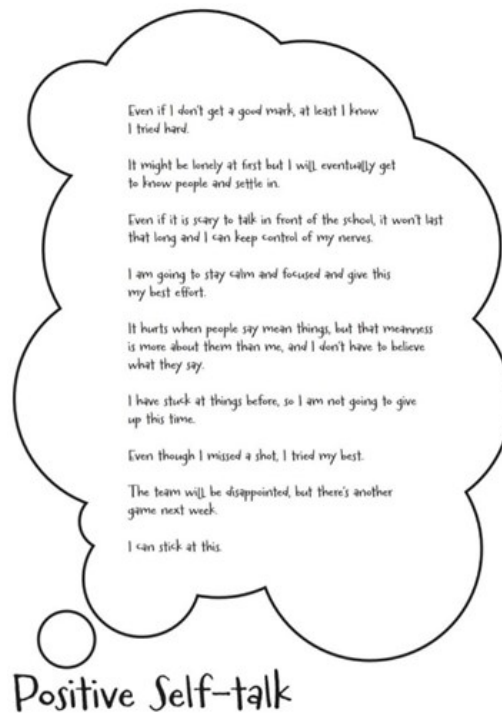 Even if I don't get a good mark, at least I know
I tried hard.
It might be lonely at first but I will eventually get
to know people and settle in.
Even if it is scary to talk in front of the school, it won't last
that long and I can keep control of my nerves.
I am going to stay calm and focused and give this
my best effort.
It hurts when people say mean things, but that meanness
is more about them than me, and I don't have to believe
what they say.
I have stuck at things before, so I am not going to give
up this time.
Even though I missed a shot, I tried my best.
The team will be disappointed, but there's another
game next week.
I can stick at this.
Positive Self-talk